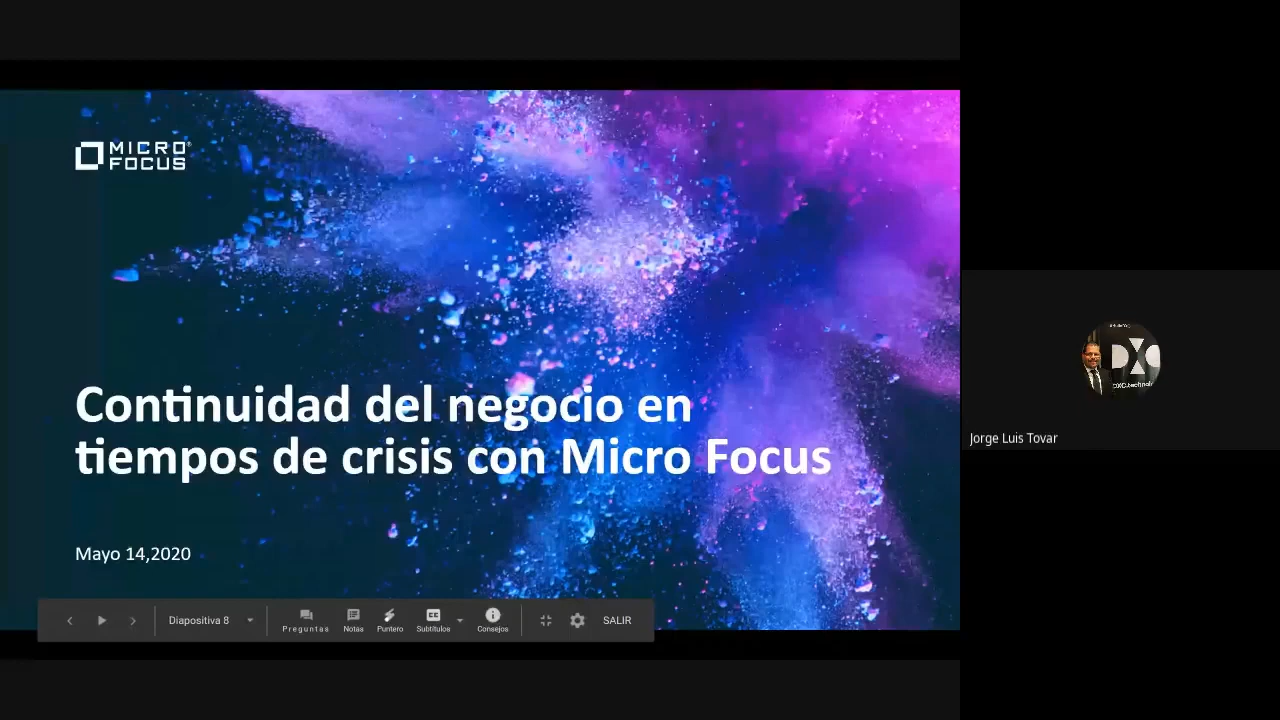 MICRO
FOCUS
Continuidad del negocio en
tiempos de crisis con Micro Focus
Mayo 14,2020
Diapositiva 8
Preguntas
Notas
Puntero
Subtítulos
Consejos
SALIR
DXC
Jorge Luis Tovar